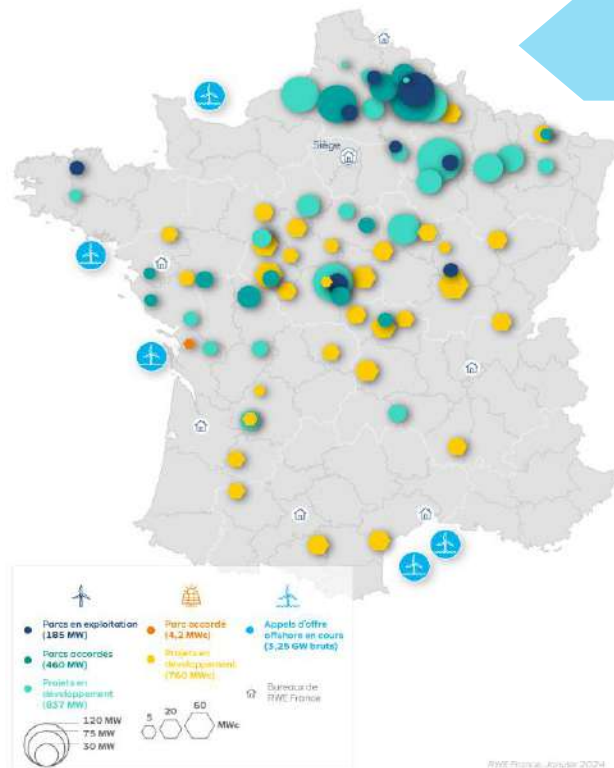 Siège
Parcs en exploitation
(185 MW)
Parcs accordés
(460 MW)
Projets en
développement
(837 MW)
120 MW
75 MW
30 MW
Parc accordé
(4,2 MWc)
Projets en
développement
(760 MWc)
5 20 60
MWc
Appels d'offre
offshore en cours
(3,25 GW bruts)
Bureaux de
RWE France
RWE France, Janvier 2024